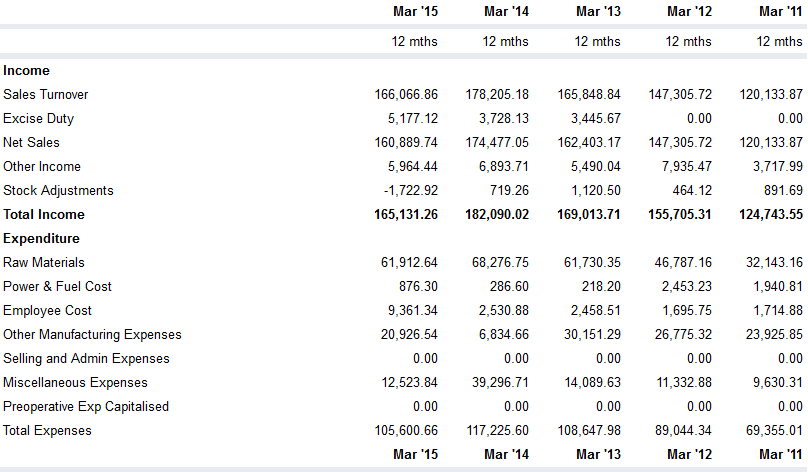 Mar '15 Mar '14 Mar '13 Mar '12 Mar '11
12 mths 12 mths 12 mths 12 mths 12 mths
Income
Sales Turnover 166,066.86 178,205.18 165,848.84 147,305.72 120,133.87
Excise Duty 5,177.12 3,728.13 3,445.67 0.00 0.00
Net Sales 160,889.74 174,477.05 162,403.17 147,305.72 120,133.87
Other Income 5,964.44 6,893.71 5,490.04 7,935.47 3,717.99
Stock Adjustments -1,722.92 719.26 1,120.50 464.12 891.69
Total Income 165,131.26 182,090.02 169,013.71 155,705.31 124,743.55
Expenditure
Raw Materials 61,912.64 68,276.75 61,730.35 46,787.16 32,143.16
Power & Fuel Cost 876.30 286.60 218.20 2,453.23 1,940.81
Employee Cost 9,361.34 2,530.88 2,458.51 1,695.75 1,714.88
Other Manufacturing Expenses 20,926.54 6,834.66 30,151.29 26,775.32 23,925.85
Selling and Admin Expenses 0.00 0.00 0.00 0.00 0.00
Miscellaneous Expenses 12,523.84 39,296.71 14,089.63 11,332.88 9,630.31
Preoperative Exp Capitalised 0.00 0.00 0.00 0.00 0.00
Total Expenses 105,600.66 117,225.60 108,647.98 89,044.34 69,355.01
Mar '15 Mar '14 Mar '13 Mar '12 Mar '11